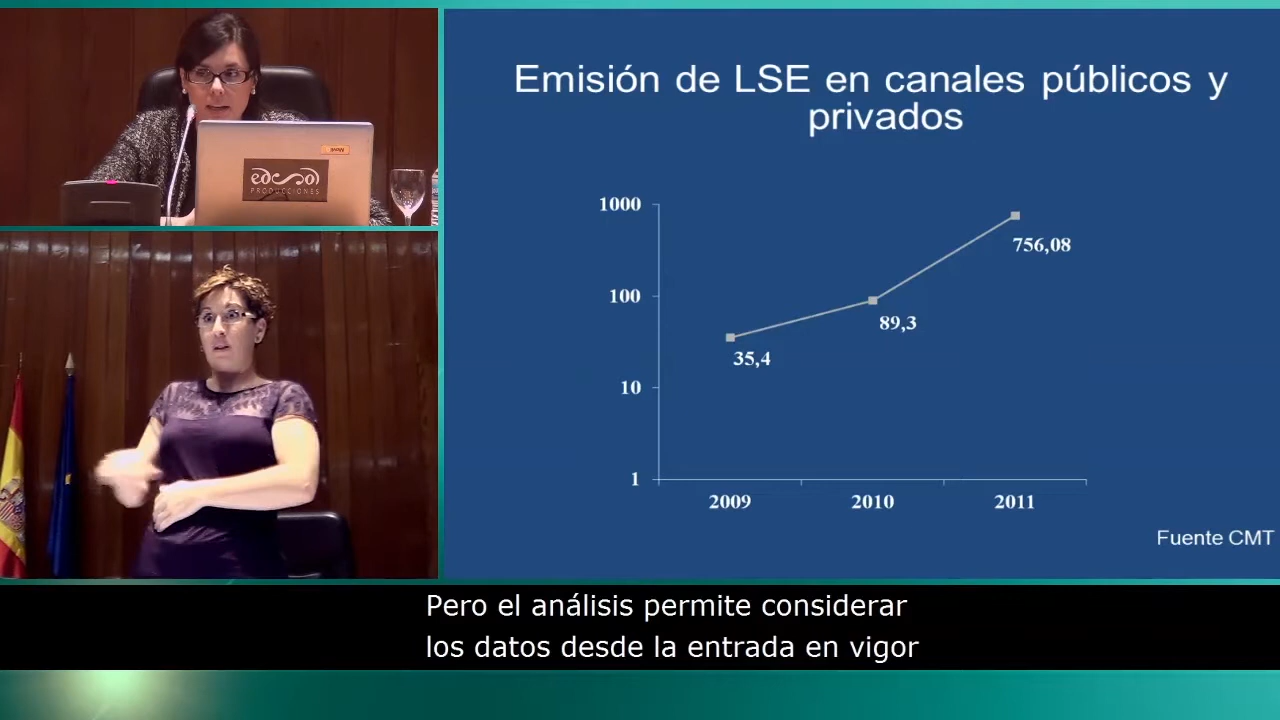 Emisión de LSE en canales públicos y
privados
1000
100
10
1
756,08
89,3
35,4
2009
2010
2011
Fuente CMT
PRODUCCIONES
Pero el análisis permite considerar
los datos desde la entrada en vigor